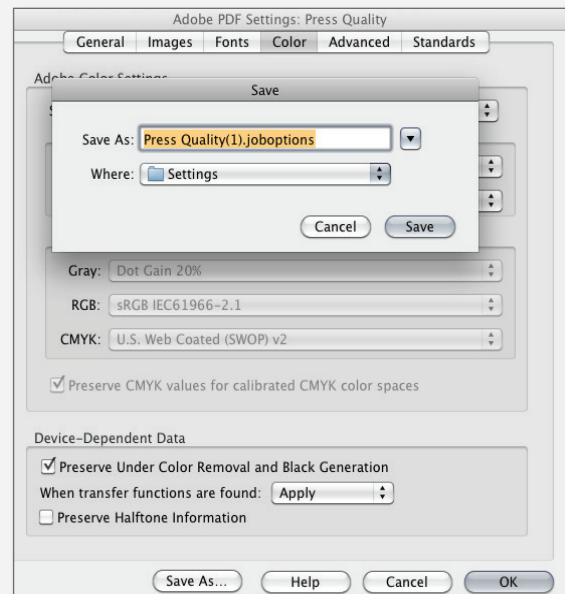 Adobe PDF Settings: Press Quality
General Images Fonts Color Advanced Standards
Adobe Color Settings
Save
Save As: Press Quality(1).joboptions
Where: Settings
Cancel Save
Gray: Dot Gain 20%
RGB: sRGB IEC61966-2.1
CMYK: U.S. Web Coated (SWOP) v2
Preserve CMYK values for calibrated CMYK color spaces
Device-Dependent Data
Preserve Under Color Removal and Black Generation
When transfer functions are found: Apply
Preserve Halftone Information
Save As... Help Cancel OK